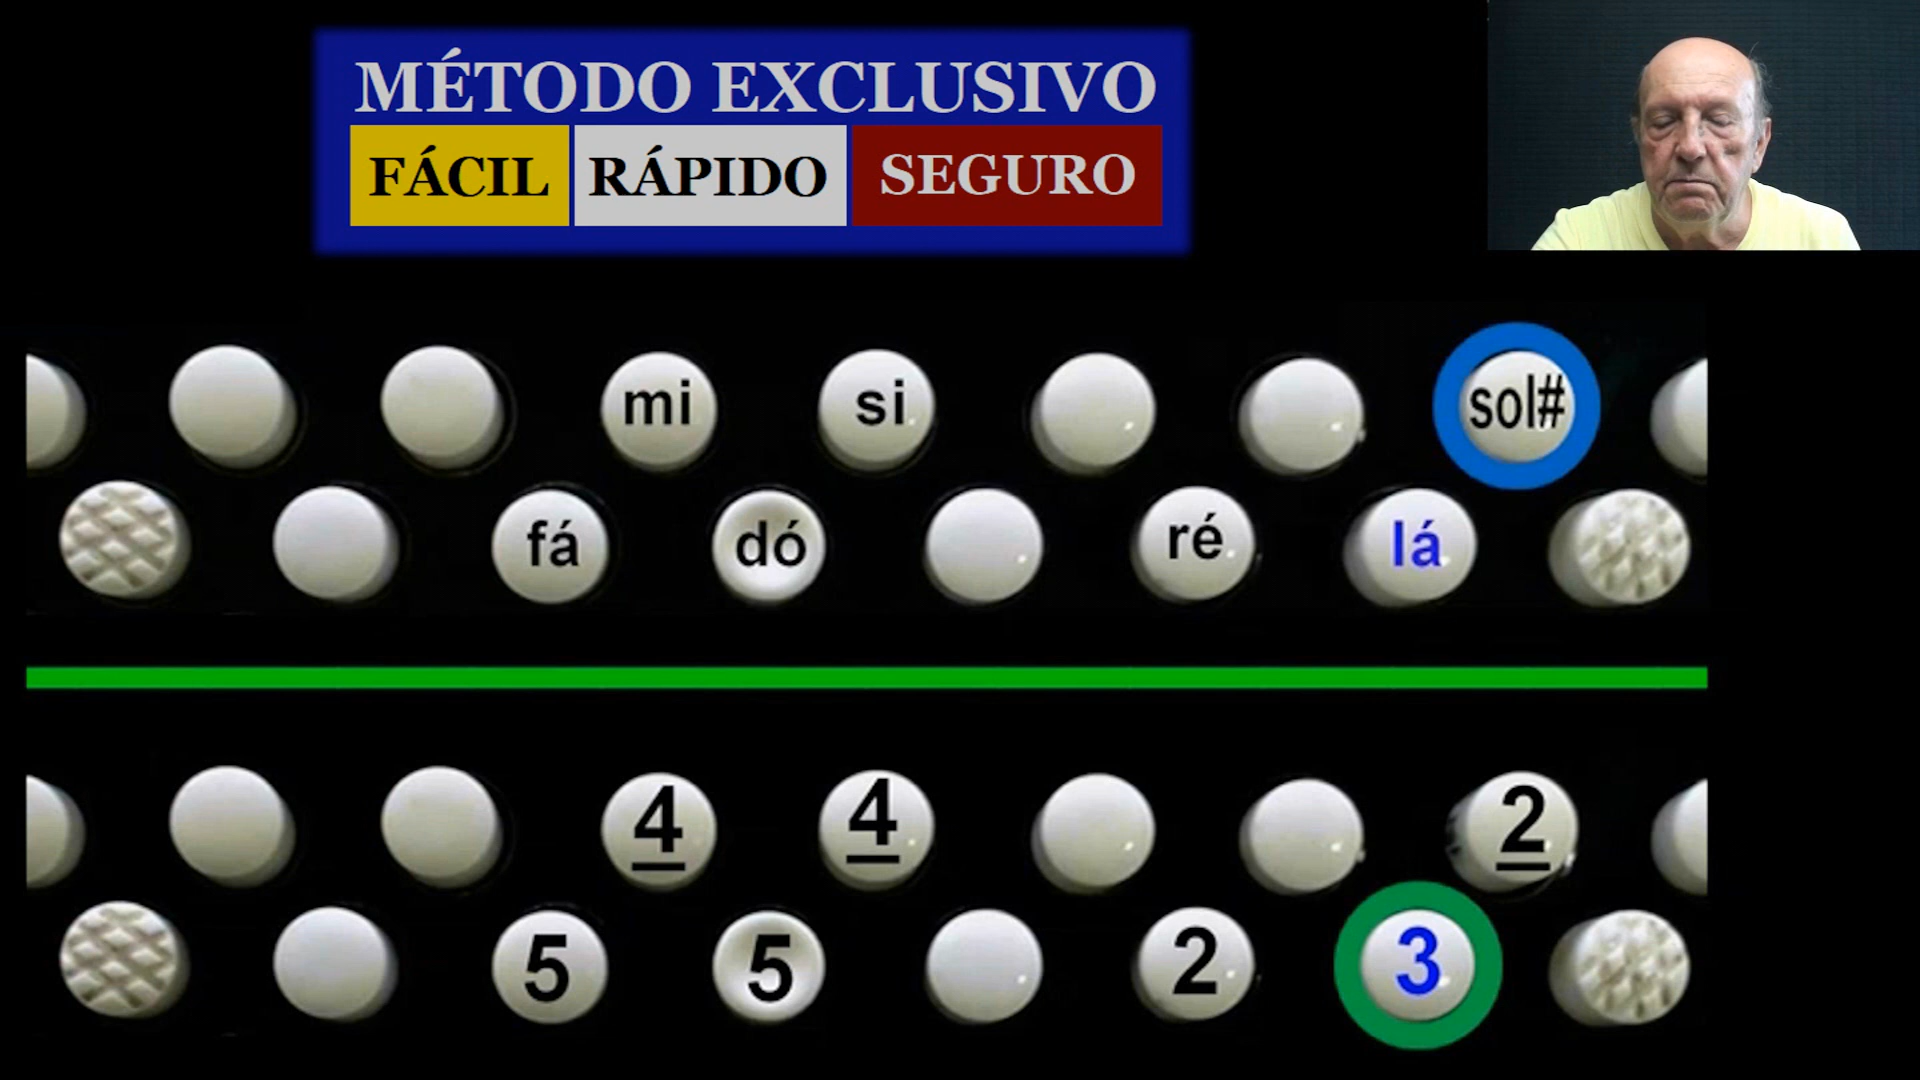 MÉTODO EXCLUSIVO
FÁCIL RÁPIDO SEGURO
mi si sol#
fá dó ré lá
4 4 2
5 5 2 3